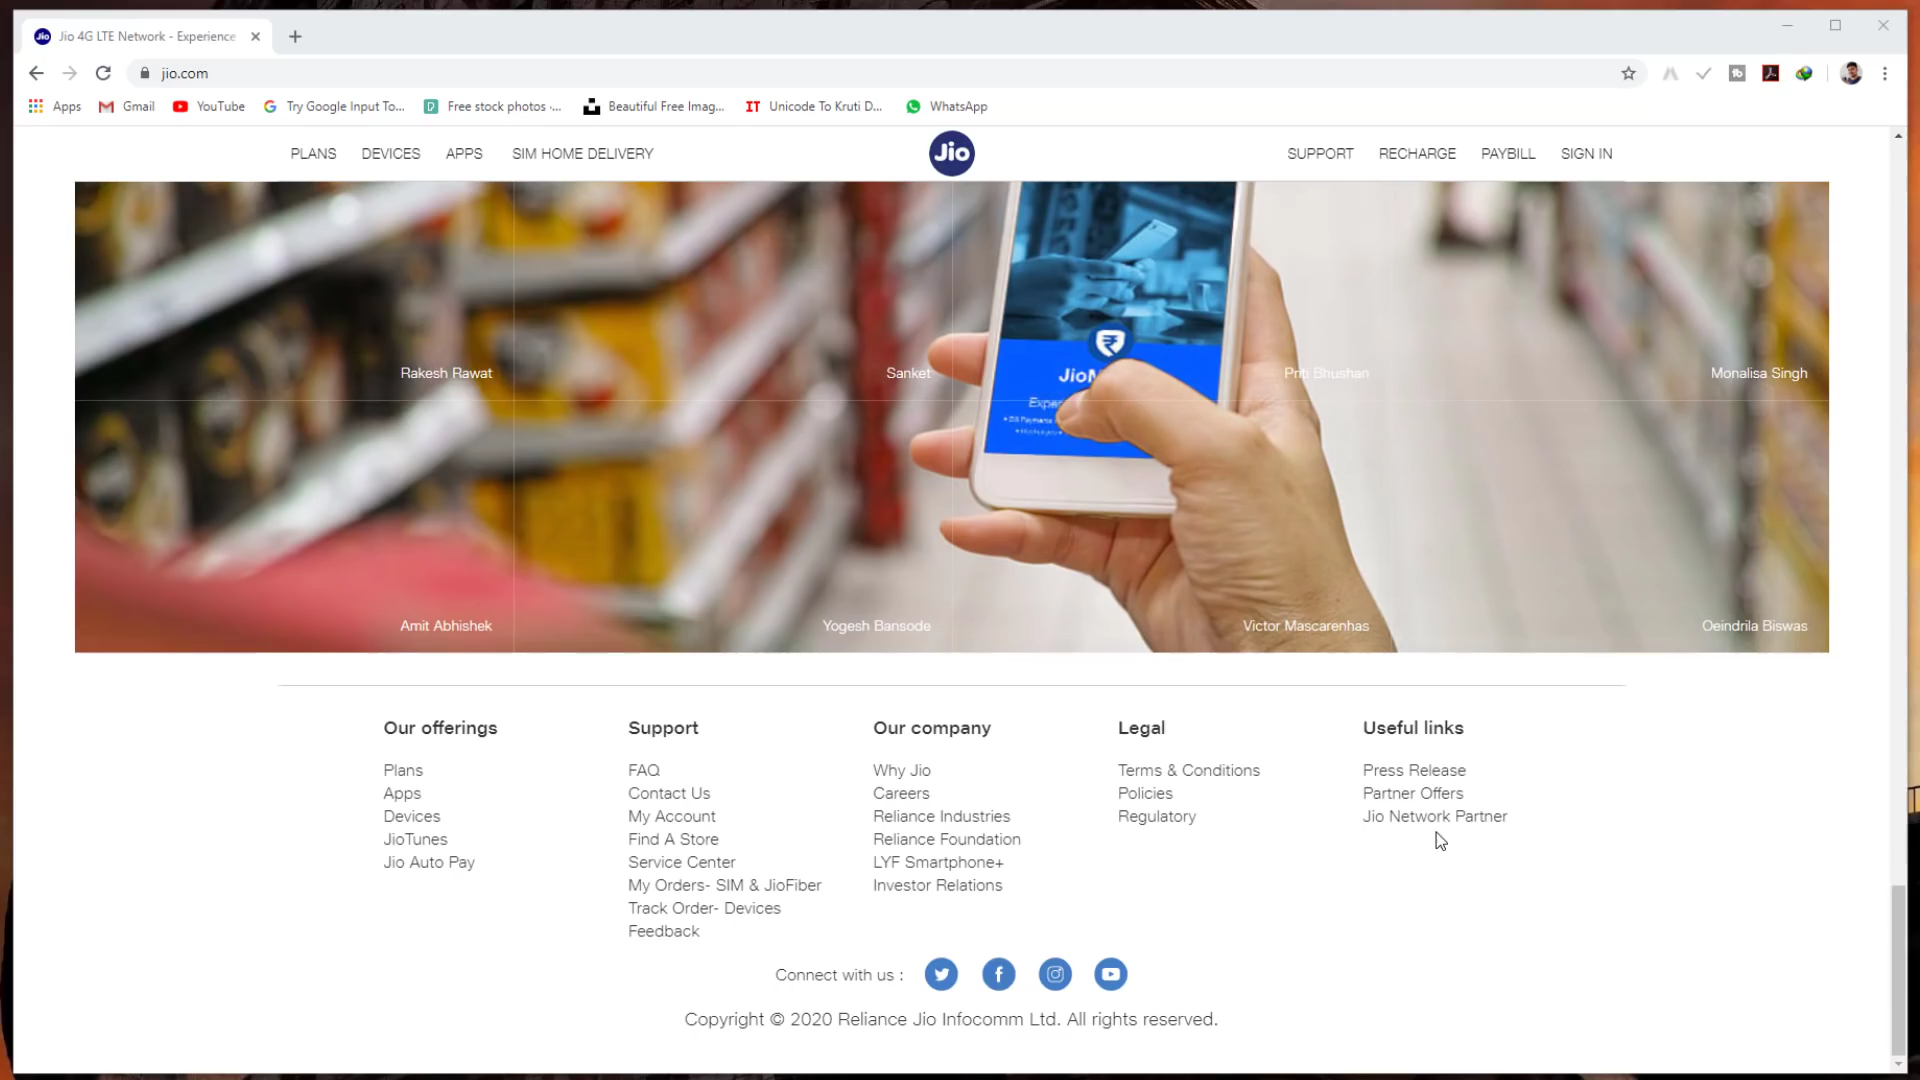 Jio 4G LTE Network - Experience
jio.com
Apps Gmail YouTube Try Google Input To... Free stock photos ·... Beautiful Free Imag... IT Unicode To Kruti D... WhatsApp
PLANS DEVICES APPS SIM HOME DELIVERY Jio SUPPORT RECHARGE PAYBILL SIGN IN
Rakesh Rawat Sanket Priti Bhushan Monalisa Singh
Amit Abhishek Yogesh Bansode Victor Mascarenhas Oeindrila Biswas
Our offerings
Plans
Apps
Devices
JioTunes
Jio Auto Pay
Support
FAQ
Contact Us
My Account
Find A Store
Service Center
My Orders- SIM & JioFiber
Track Order- Devices
Feedback
Our company
Why Jio
Careers
Reliance Industries
Reliance Foundation
LYF Smartphone+
Investor Relations
Legal
Terms & Conditions
Policies
Regulatory
Useful links
Press Release
Partner Offers
Jio Network Partner
Connect with us :
Copyright © 2020 Reliance Jio Infocomm Ltd. All rights reserved.